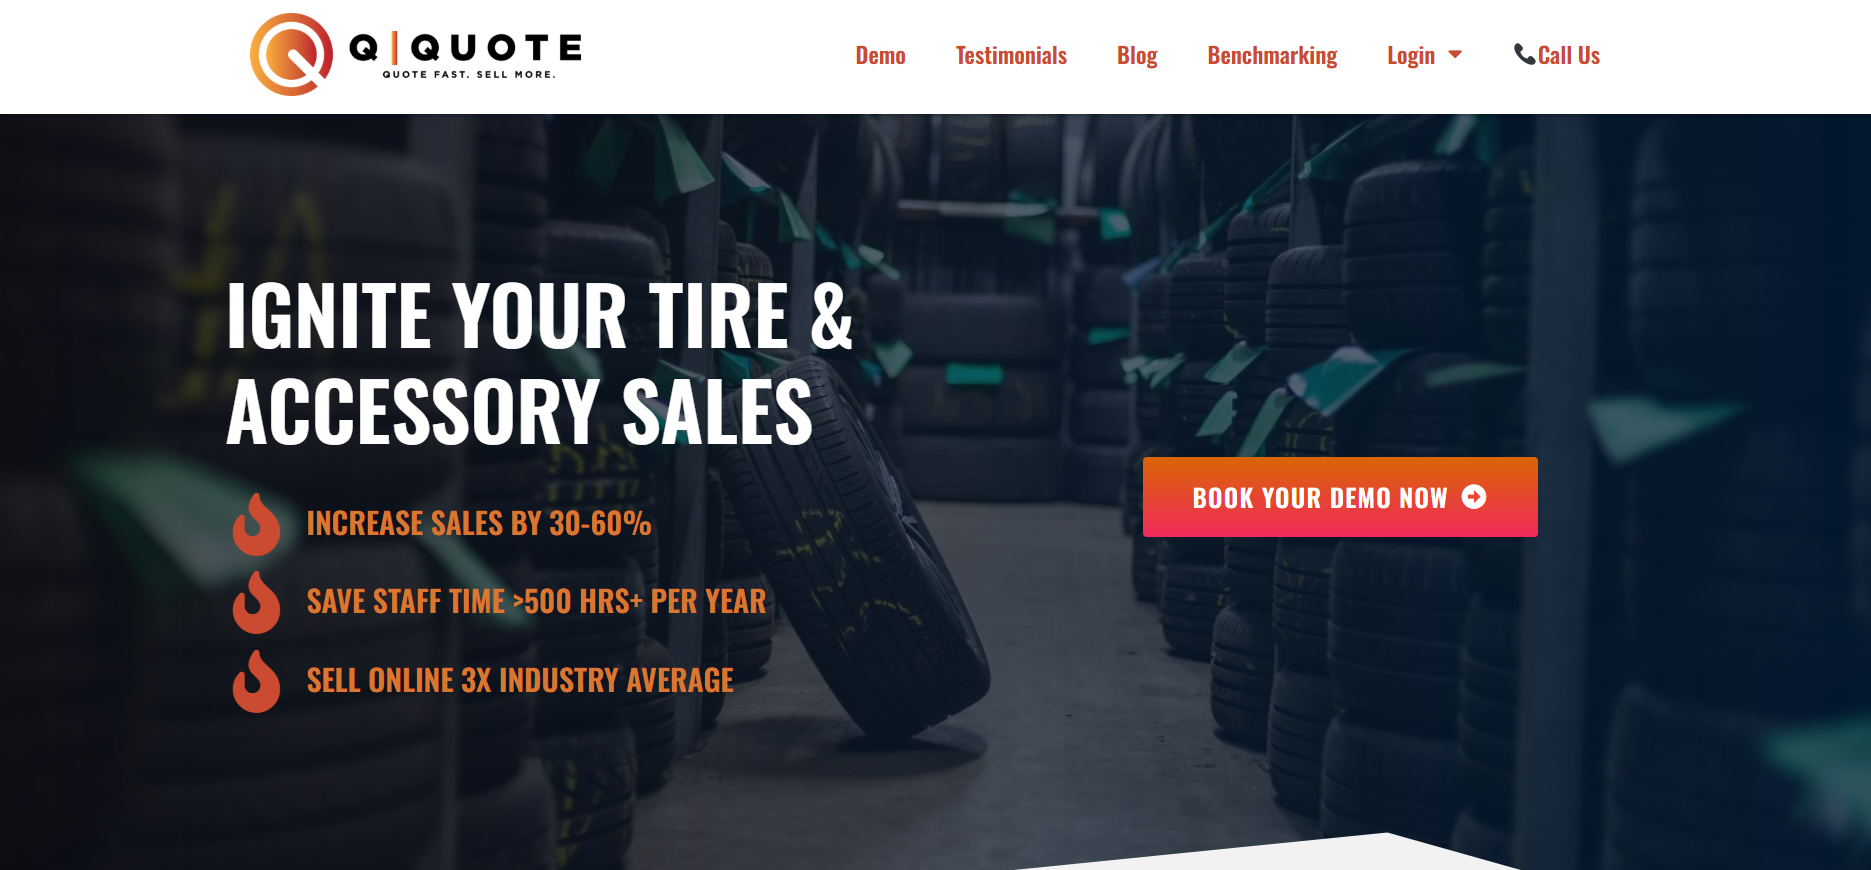 Q|QUOTE
QUOTE FAST. SELL MORE.
Demo
Testimonials
Blog
Benchmarking
Login
Call Us
IGNITE YOUR TIRE &
ACCESSORY SALES
INCREASE SALES BY 30-60%
SAVE STAFF TIME >500 HRS+ PER YEAR
SELL ONLINE 3X INDUSTRY AVERAGE
BOOK YOUR DEMO NOW